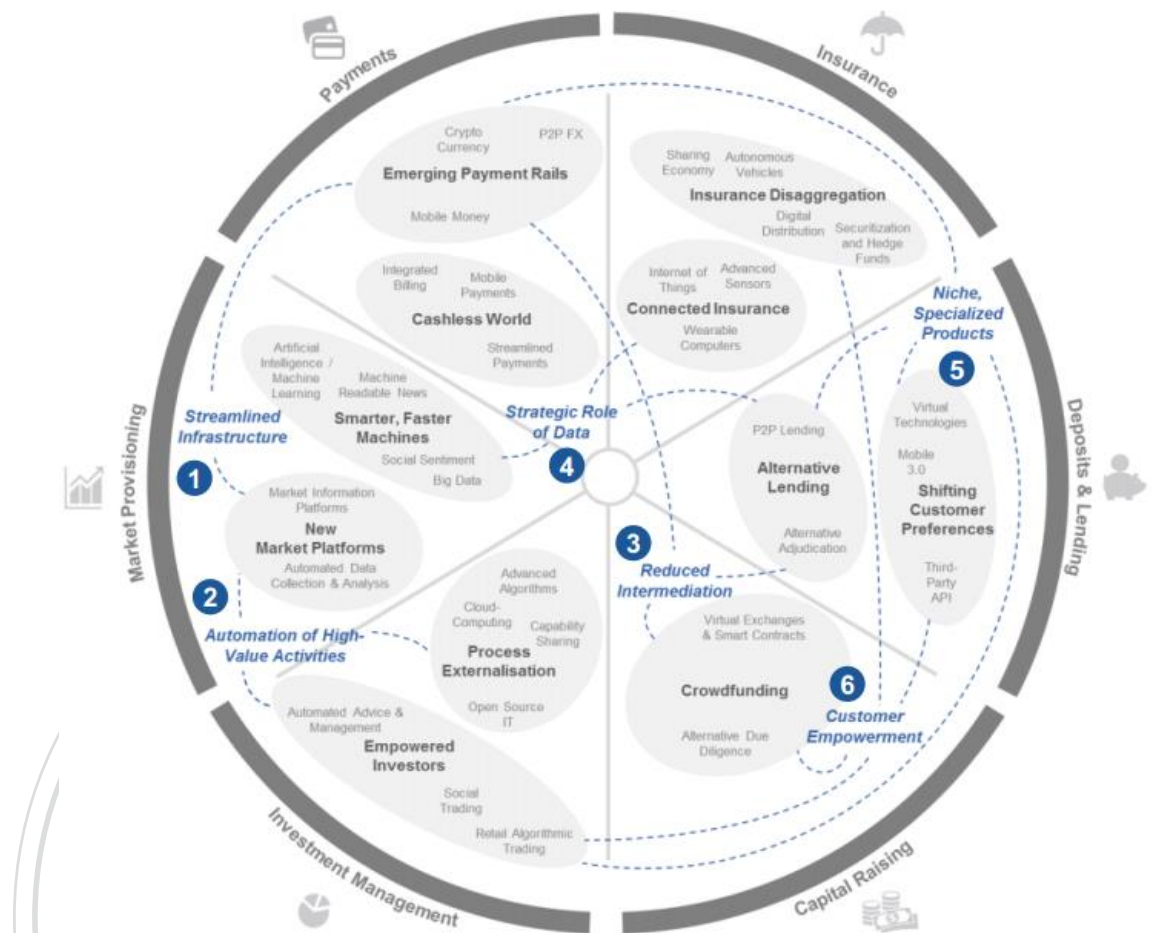 Payments
Insurance
Crypto
Currency
P2P FX
Emerging Payment Rails
Mobile Money
Sharing
Economy
Autonomous
Vehicles
Insurance Disaggregation
Digital
Distribution
Securitization
and Hedge
Funds
Integrated
Billing
Mobile
Payments
Cashless World
Streamlined
Payments
Internet of
Things
Advanced
Sensors
Connected Insurance
Wearable
Computers
Niche,
Specialized
Products
5
Artificial
Intelligence /
Machine
Learning
Machine
Readable News
Smarter, Faster
Machines
Social Sentiment
Big Data
Streamlined
Infrastructure
1
Strategic Role
of Data
4
Market Provisioning
Deposits & Lending
P2P Lending
Alternative
Lending
Alternative
Adjudication
Virtual
Technologies
Mobile
3.0
Shifting
Customer
Preferences
Third-
Party
API
Market Information
Platforms
New
Market Platforms
Automated Data
Collection & Analysis
2
Automation of High-
Value Activities
3
Reduced
Intermediation
Advanced
Algorithms
Cloud-
Computing
Capability
Sharing
Process
Externalisation
Open Source
IT
Virtual Exchanges
& Smart Contracts
Crowdfunding
Alternative Due
Diligence
6
Customer
Empowerment
Automated Advice &
Management
Empowered
Investors
Social
Trading
Retail Algorithmic
Trading
Investment Management
Capital Raising